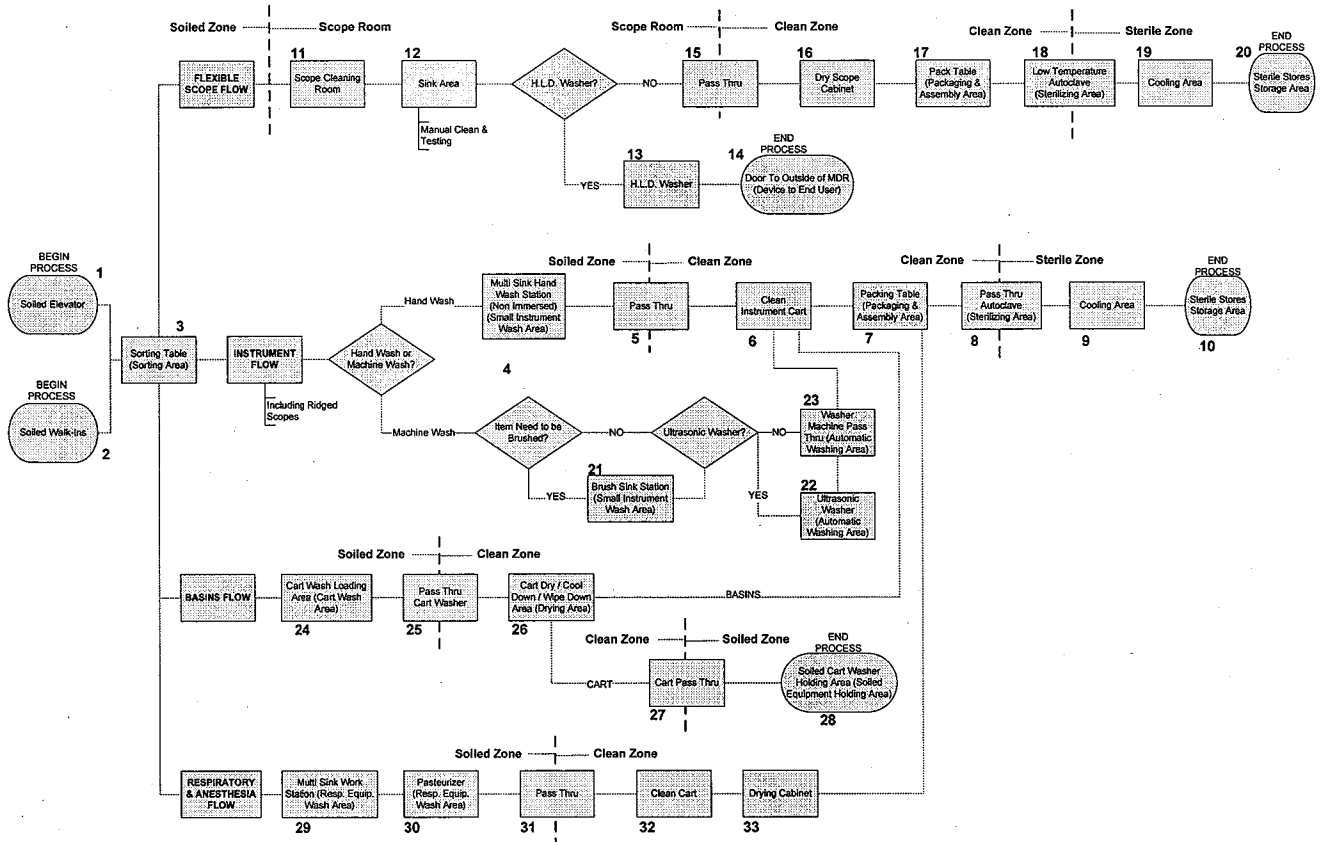 Soiled Zone
Scope Room
Scope Room
Clean Zone
Clean Zone
Sterile Zone
END
PROCESS
11
12
15
16
17
18
19
20
FLEXIBLE
SCOPE FLOW
Scope Cleaning
Room
Sink Area
H.L.D. Washer?
NO
Pass Thru
Dry Scope
Cabinet
Pack Table
(Packaging &
Assembly Area)
Low Temperature
Autoclave
(Sterilizing Area)
Cooling Area
Sterile Stores
Storage Area
Manual Clean &
Testing
YES
13
H.L.D. Washer
14
END
PROCESS
Door To Outside of MDR
(Device to End User)
BEGIN
PROCESS
1
Soiled Elevator
BEGIN
PROCESS
Soiled Walk-Ins
2
3
Sorting Table
(Sorting Area)
INSTRUMENT
FLOW
Including Ridged
Scopes
Hand Wash or
Machine Wash?
Hand Wash
Machine Wash
Soiled Zone
Clean Zone
Clean Zone
Sterile Zone
END
PROCESS
Multi Sink Hand
Wash Station
(Non Immersed)
(Small Instrument
Wash Area)
4
Pass Thru
5
Clean
Instrument Cart
6
Packing Table
(Packaging &
Assembly Area)
7
Pass Thru
Autoclave
(Sterilizing Area)
8
Cooling Area
9
Sterile Stores
Storage Area
10
Item Need to be
Brushed?
NO
YES
21
Brush Sink Station
(Small Instrument
Wash Area)
Ultrasonic Washer?
NO
YES
23
Washer
Machine Pass
Thru (Automatic
Washing Area)
22
Ultrasonic
Washer
(Automatic
Washing Area)
Soiled Zone
Clean Zone
BASINS FLOW
Cart Wash Loading
Area (Cart Wash
Area)
24
Pass Thru
Cart Washer
25
Cart Dry / Cool
Down / Wipe Down
Area (Drying Area)
26
BASINS
CART
Clean Zone
Soiled Zone
Cart Pass Thru
27
END
PROCESS
Soiled Cart Washer
Holding Area (Soiled
Equipment Holding Area)
28
Soiled Zone
Clean Zone
RESPIRATORY
& ANESTHESIA
FLOW
Multi Sink Work
Station (Resp. Equip.
Wash Area)
29
Pasteurizer
(Resp. Equip.
Wash Area)
30
Pass Thru
31
Clean Cart
32
Drying Cabinet
33